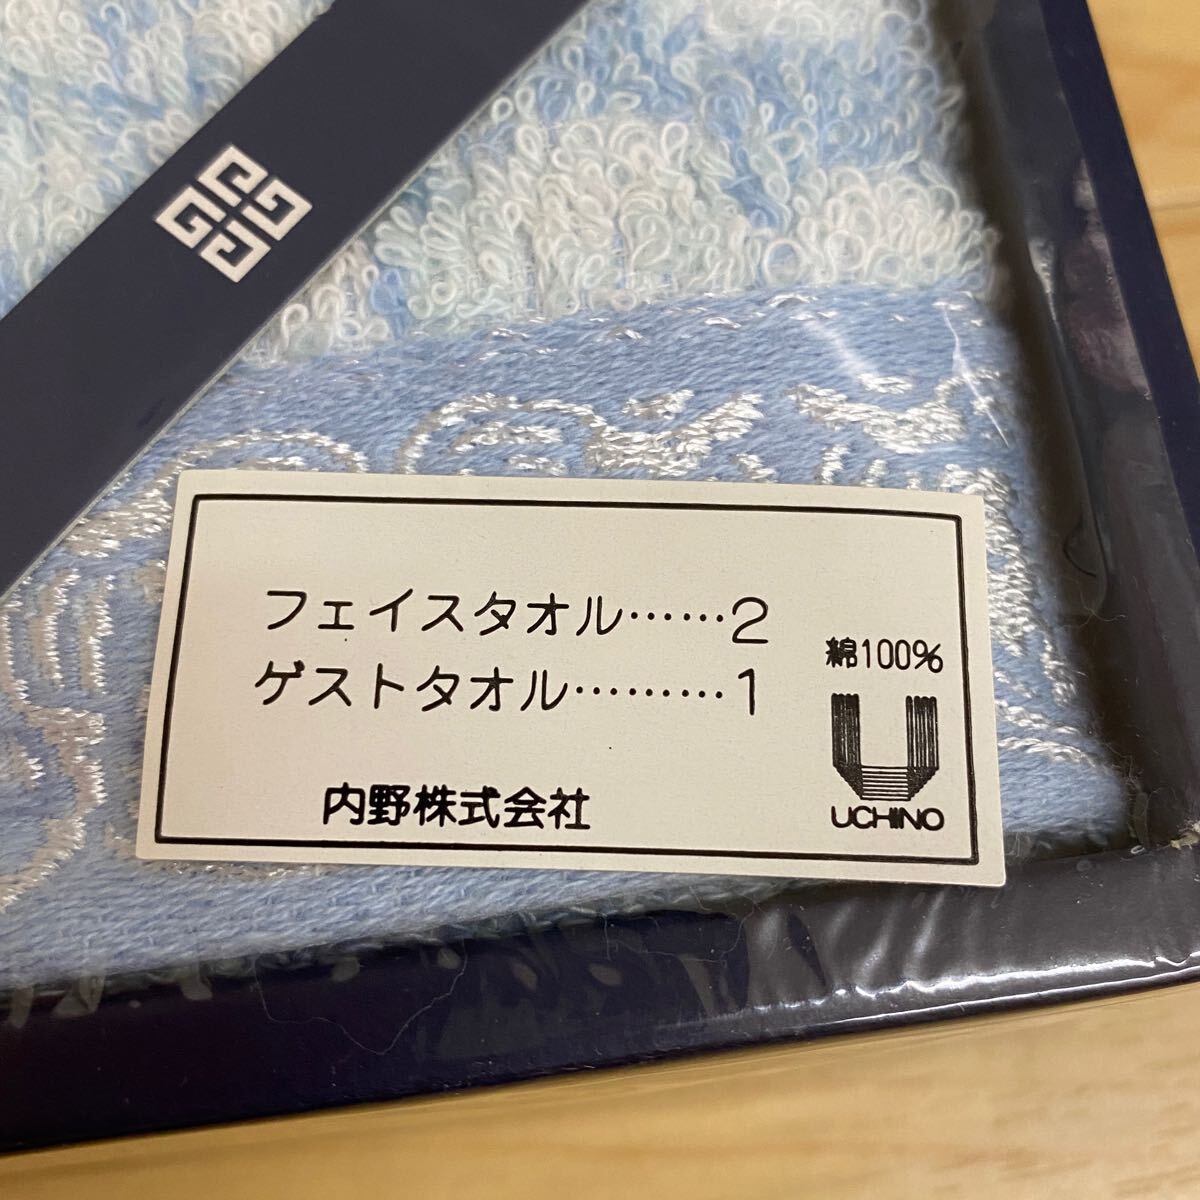 フェイスタオル……2
ゲストタオル………1
綿100%
UCHINO
内野株式会社